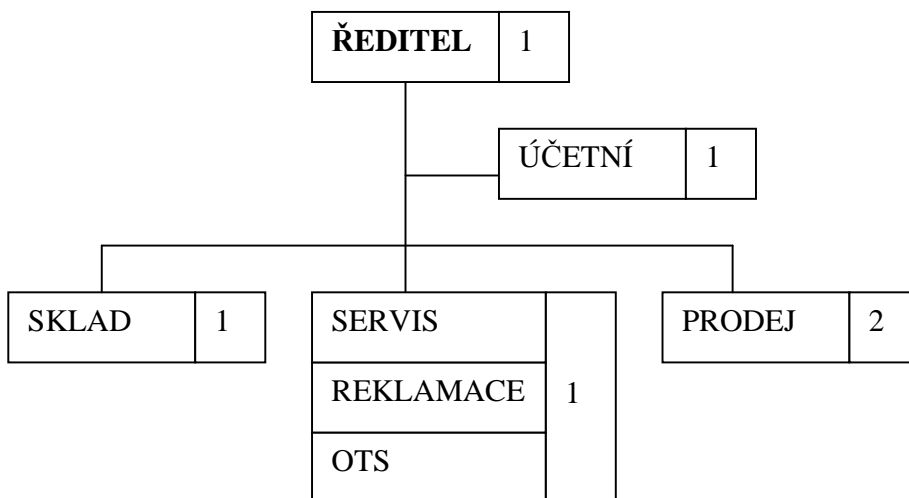 ŘEDITEL 1
ÚČETNÍ 1
SKLAD 1
SERVIS
REKLAMACE 1
OTS
PRODEJ 2